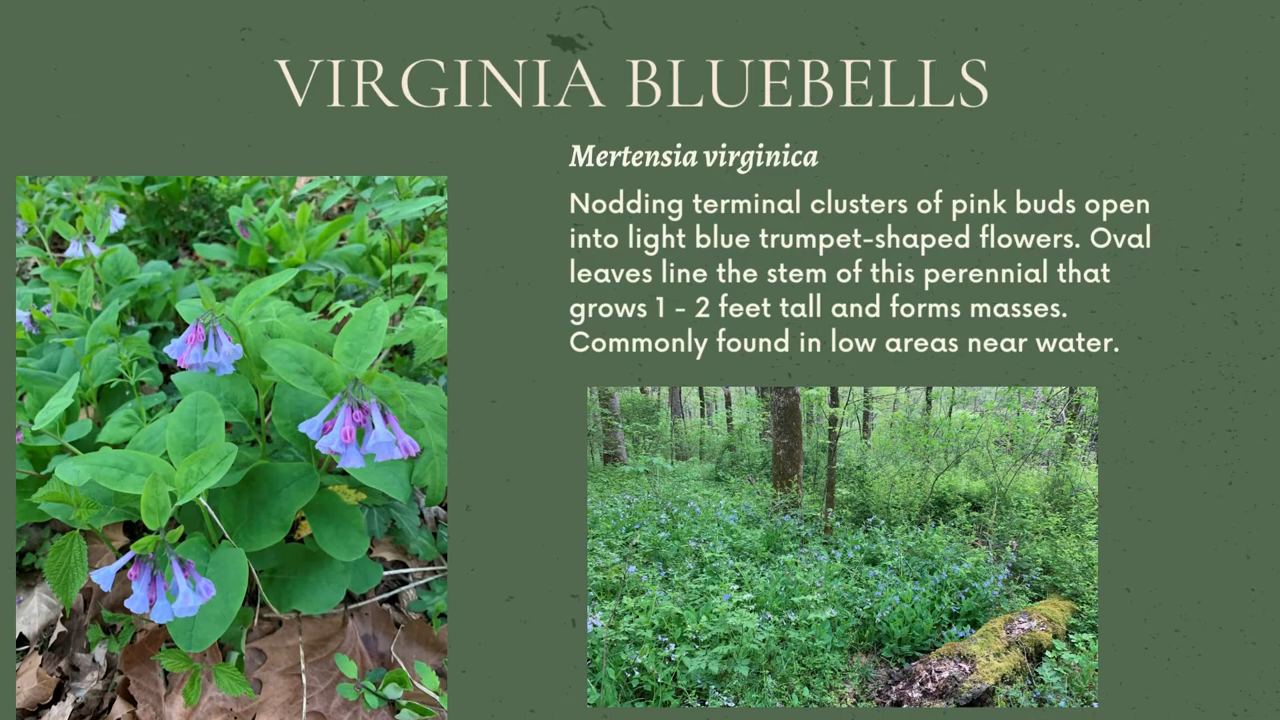 VIRGINIA BLUEBELLS
Mertensia virginica
Nodding terminal clusters of pink buds open
into light blue trumpet-shaped flowers. Oval
leaves line the stem of this perennial that
grows 1 - 2 feet tall and forms masses.
Commonly found in low areas near water.